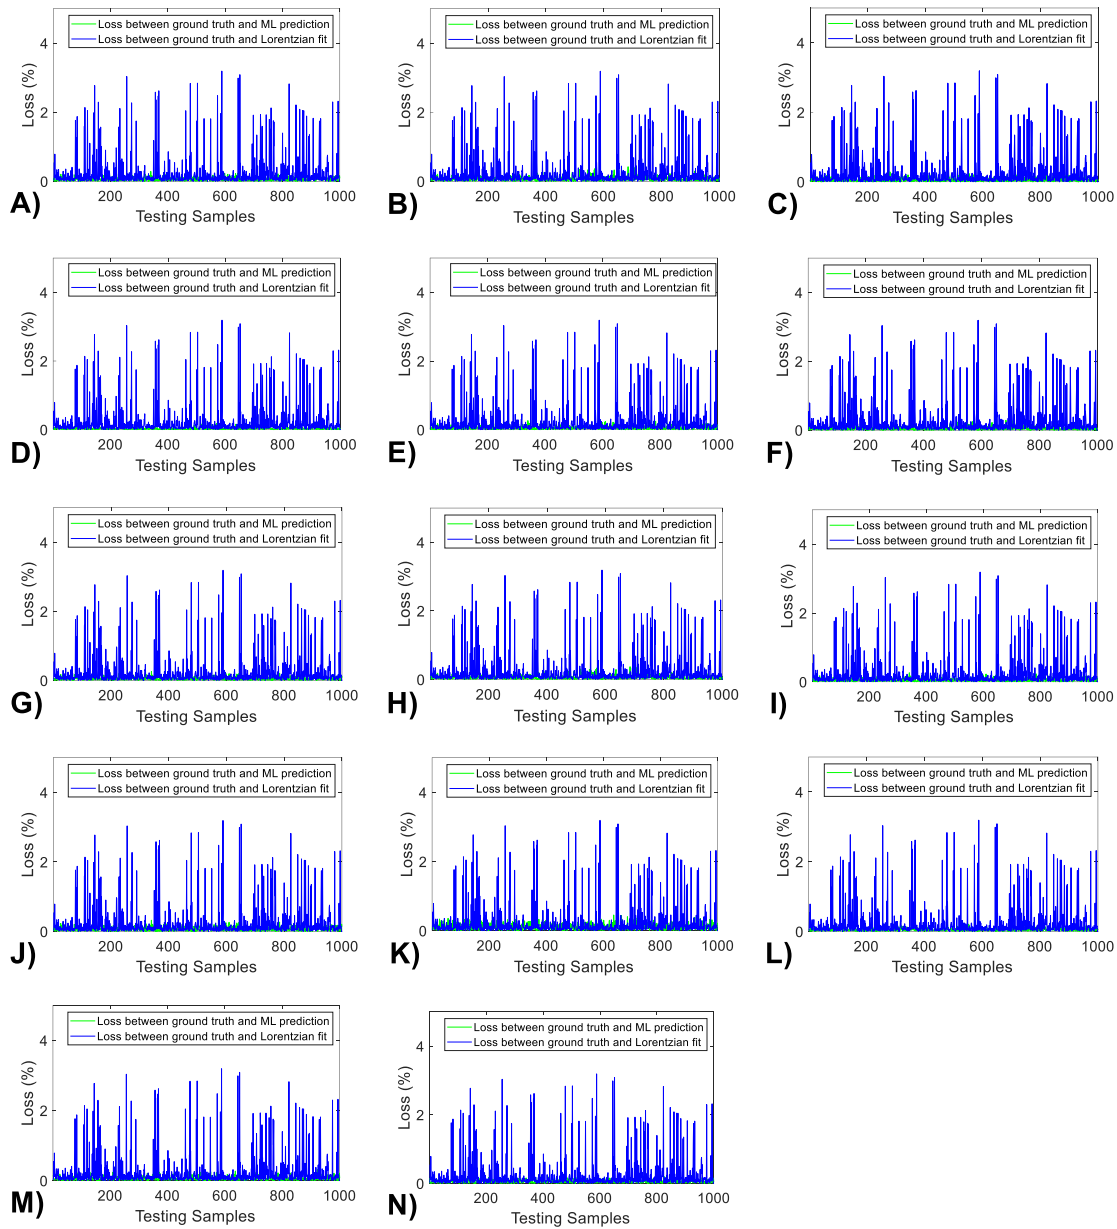 Loss between ground truth and ML prediction
Loss between ground truth and Lorentzian fit
4
2
0
Loss (%)
200 400 600 800 1000
Testing Samples
A)
Loss between ground truth and ML prediction
Loss between ground truth and Lorentzian fit
4
2
0
Loss (%)
200 400 600 800 1000
Testing Samples
B)
Loss between ground truth and ML prediction
Loss between ground truth and Lorentzian fit
4
2
0
Loss (%)
200 400 600 800 1000
Testing Samples
C)
Loss between ground truth and ML prediction
Loss between ground truth and Lorentzian fit
4
2
0
Loss (%)
200 400 600 800 1000
Testing Samples
D)
Loss between ground truth and ML prediction
Loss between ground truth and Lorentzian fit
4
2
0
Loss (%)
200 400 600 800 1000
Testing Samples
E)
Loss between ground truth and ML prediction
Loss between ground truth and Lorentzian fit
4
2
0
Loss (%)
200 400 600 800 1000
Testing Samples
F)
Loss between ground truth and ML prediction
Loss between ground truth and Lorentzian fit
4
2
0
Loss (%)
200 400 600 800 1000
Testing Samples
G)
Loss between ground truth and ML prediction
Loss between ground truth and Lorentzian fit
4
2
0
Loss (%)
200 400 600 800 1000
Testing Samples
H)
Loss between ground truth and ML prediction
Loss between ground truth and Lorentzian fit
4
2
0
Loss (%)
200 400 600 800 1000
Testing Samples
I)
Loss between ground truth and ML prediction
Loss between ground truth and Lorentzian fit
4
2
0
Loss (%)
200 400 600 800 1000
Testing Samples
J)
Loss between ground truth and ML prediction
Loss between ground truth and Lorentzian fit
4
2
0
Loss (%)
200 400 600 800 1000
Testing Samples
K)
Loss between ground truth and ML prediction
Loss between ground truth and Lorentzian fit
4
2
0
Loss (%)
200 400 600 800 1000
Testing Samples
L)
Loss between ground truth and ML prediction
Loss between ground truth and Lorentzian fit
4
2
0
Loss (%)
200 400 600 800 1000
Testing Samples
M)
Loss between ground truth and ML prediction
Loss between ground truth and Lorentzian fit
4
2
0
Loss (%)
200 400 600 800 1000
Testing Samples
N)